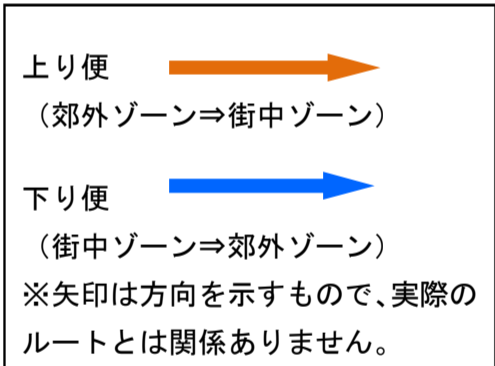 上り便
（郊外ゾーン⇒街中ゾーン）
下り便
（街中ゾーン⇒郊外ゾーン）
※矢印は方向を示すもので、実際の
ルートとは関係ありません。